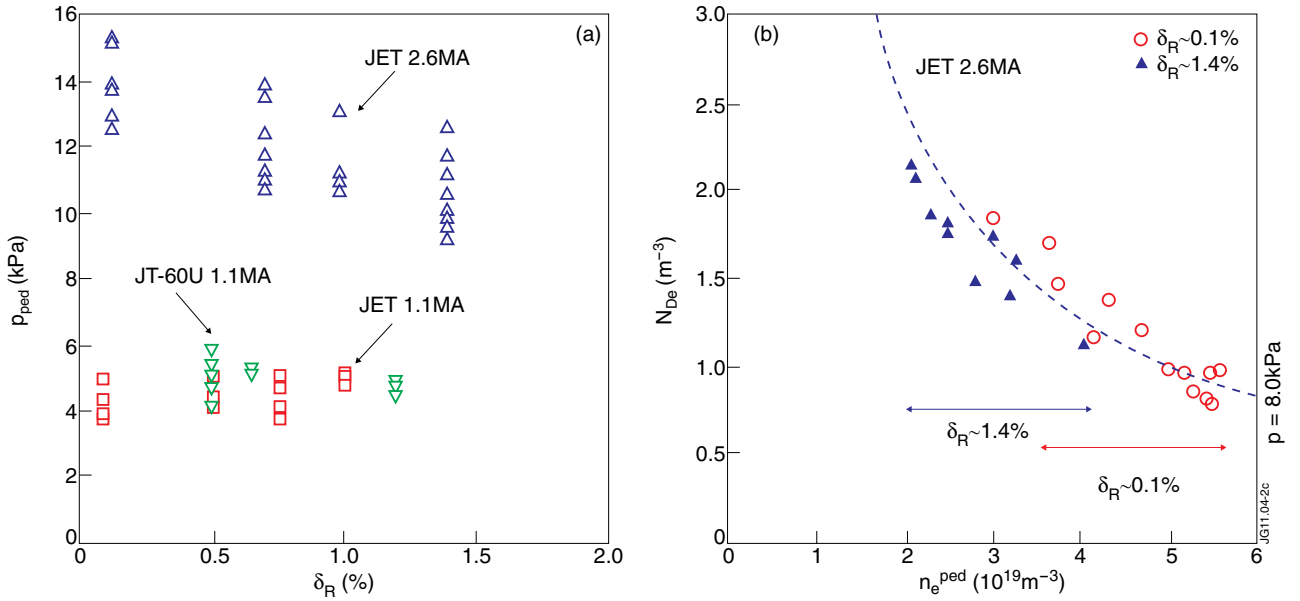 (a)
16
14
12
10
8
6
4
2
0
p_ped (kPa)
JET 2.6MA
JT-60U 1.1MA
JET 1.1MA
0
0.5
1.0
1.5
2.0
δ_R (%)
(b)
3.0
2.5
2.0
1.5
1.0
0.5
0
N_De (m⁻³)
JET 2.6MA
δ_R~0.1%
δ_R~1.4%
δ_R~1.4%
δ_R~0.1%
0
1
2
3
4
5
6
n_e^ped (10¹⁹m⁻³)
p = 8.0kPa
JG11.04-2c